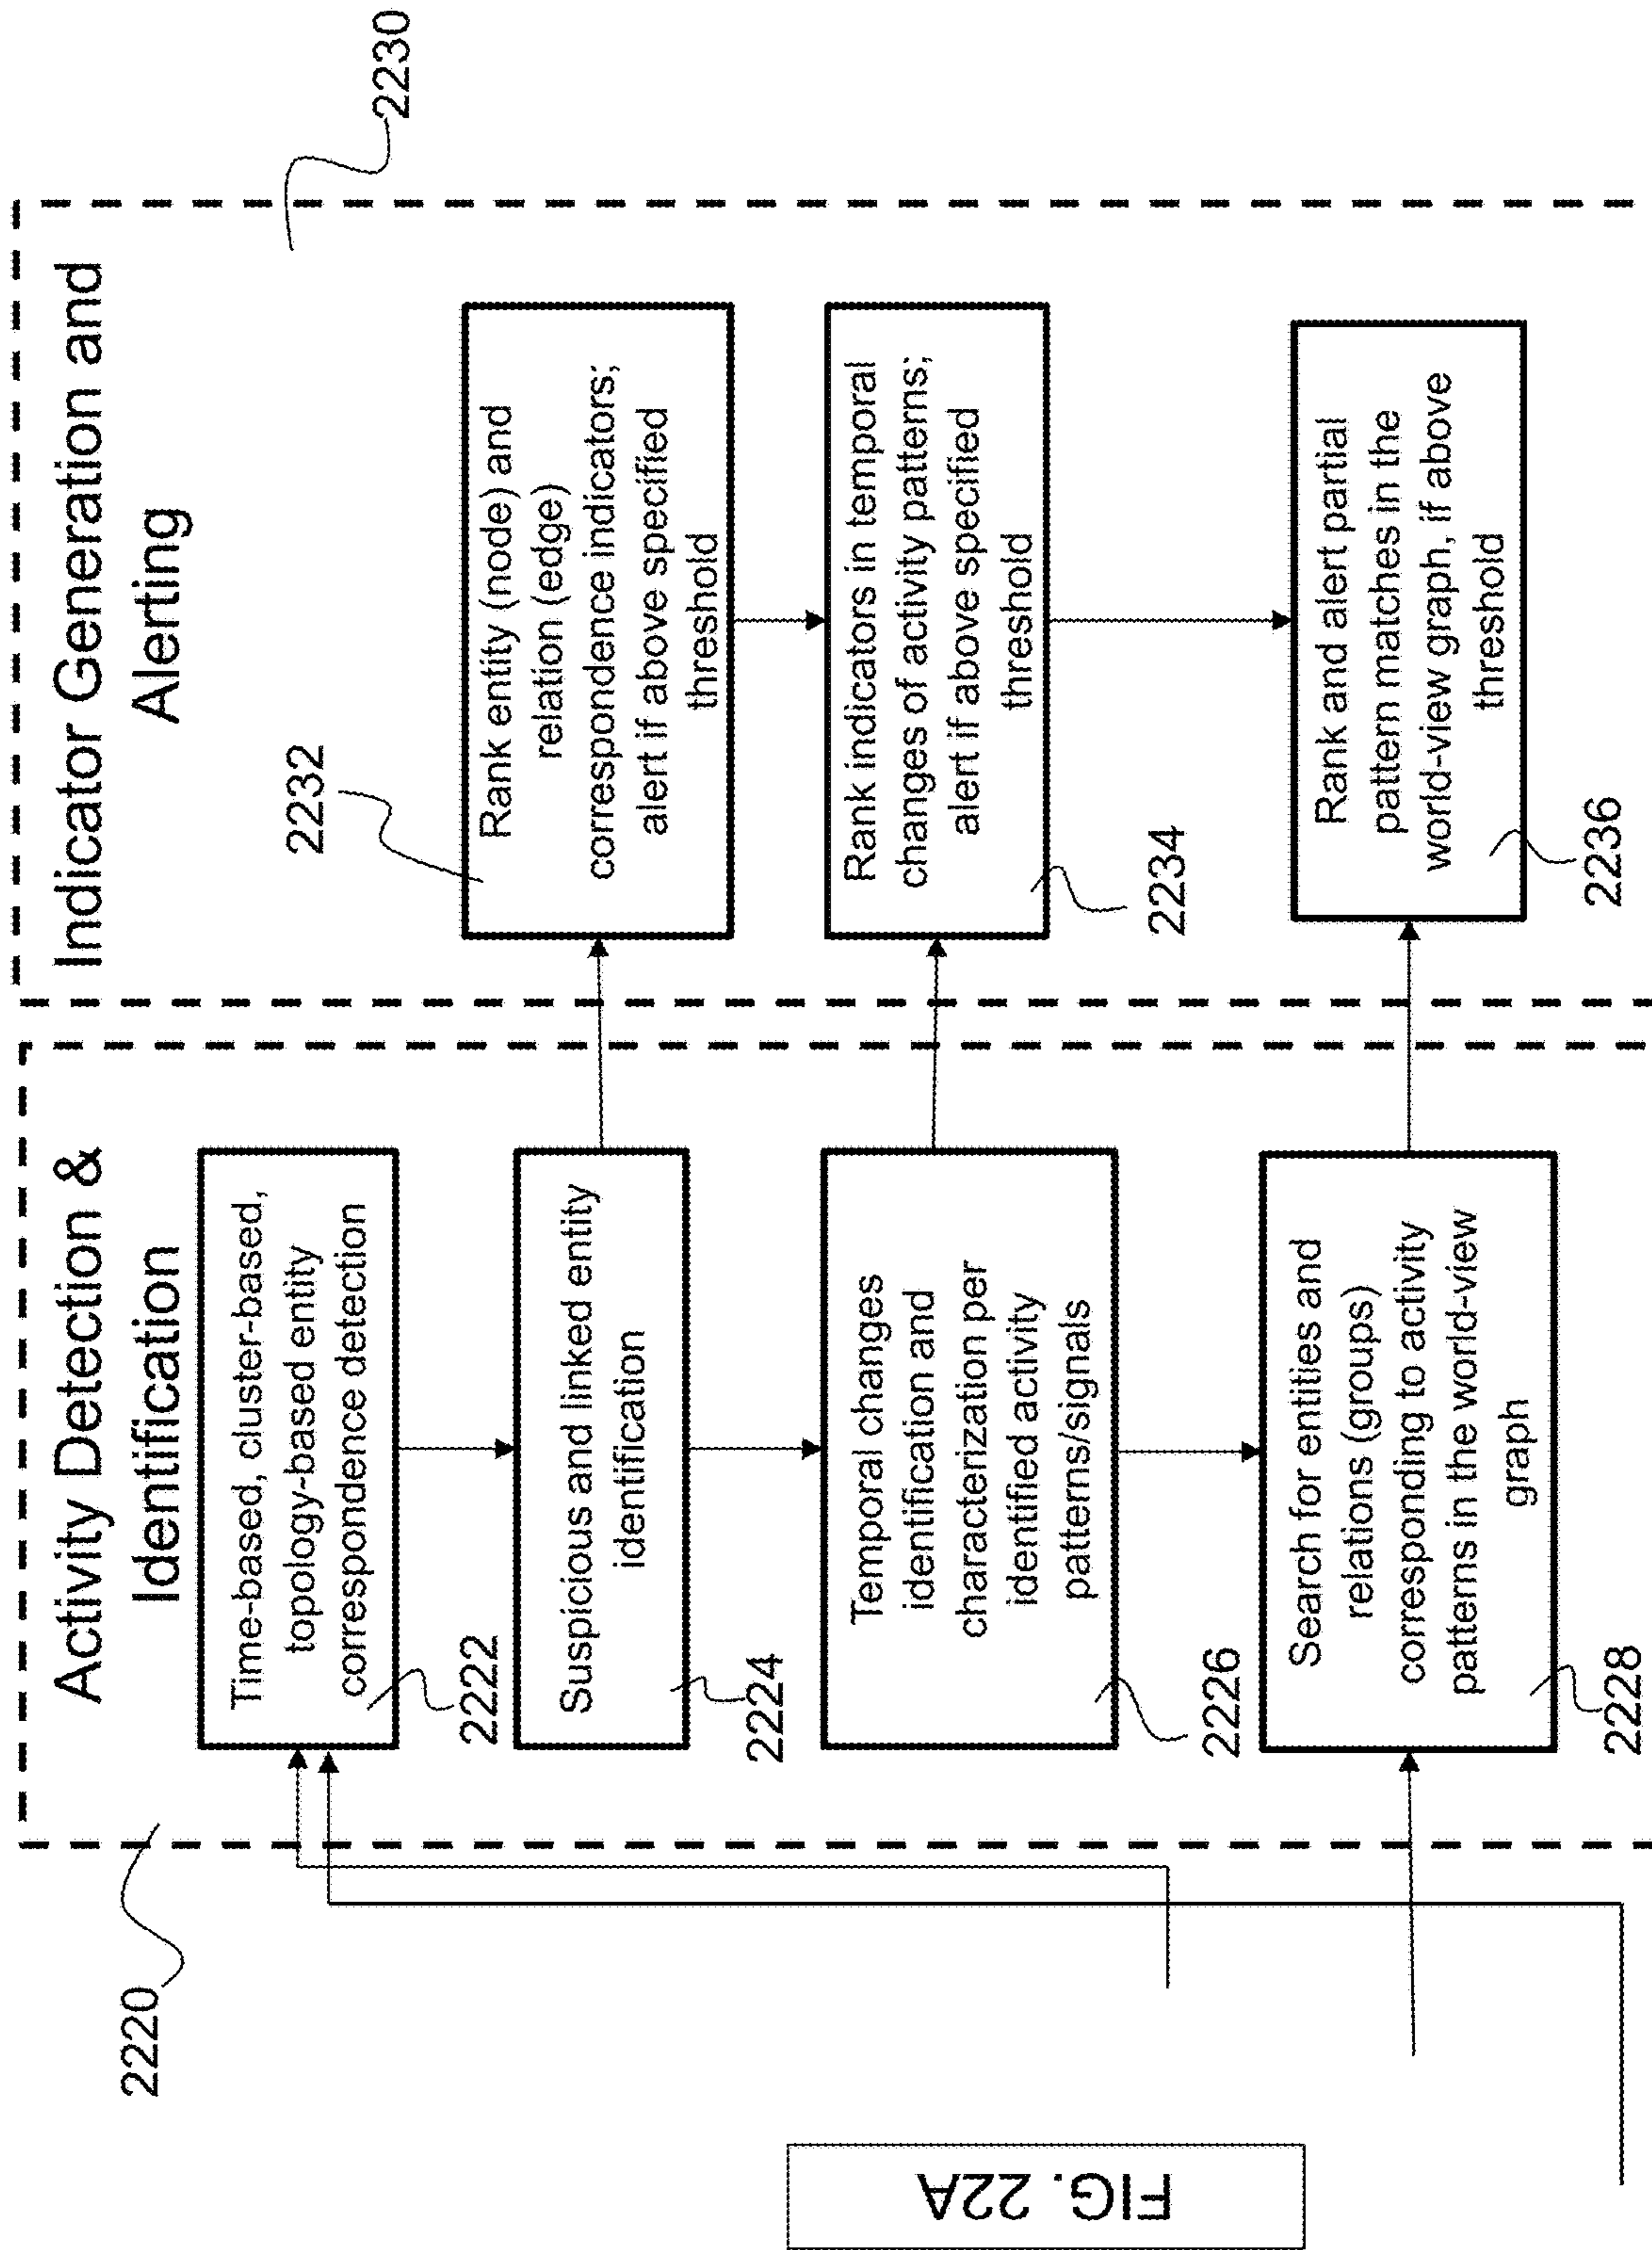 2220
Activity Detection &
Identification
Time-based, cluster-based,
topology-based entity
correspondence detection
2222
Suspicious and linked entity
identification
2224
Temporal changes
identification and
characterization per
identified activity
patterns/signals
2226
Search for entities and
relations (groups)
corresponding to activity
patterns in the world-view
graph
2228
2230
Indicator Generation and
Alerting
2232
Rank entity (node) and
relation (edge)
correspondence indicators;
alert if above specified
threshold
Rank indicators in temporal
changes of activity patterns;
alert if above specified
threshold
2234
Rank and alert partial
pattern matches in the
world-view graph, if above
threshold
2236
FIG. 22A